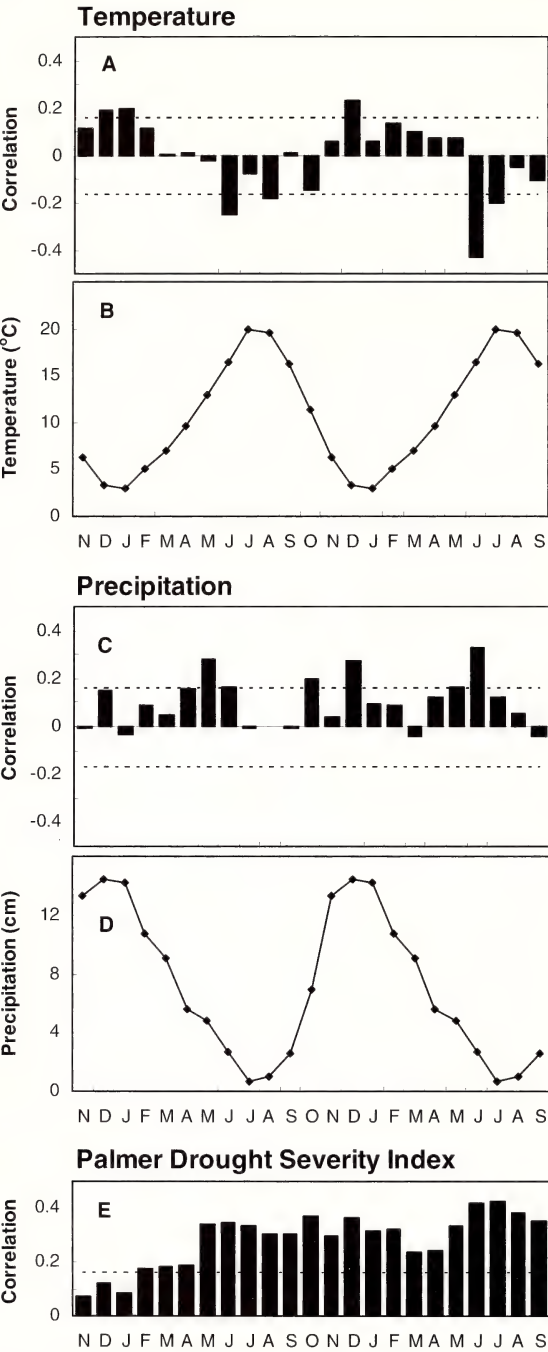 Temperature
A
0.4
0.2
0
-0.2
-0.4
Correlation
B
20
15
10
5
0
Temperature (°C)
N D J F M A M J J A S O N D J F M A M J J A S
Precipitation
C
0.4
0.2
0
-0.2
-0.4
Correlation
D
12
8
4
0
Precipitation (cm)
N D J F M A M J J A S O N D J F M A M J J A S
Palmer Drought Severity Index
E
0.4
0.2
0
Correlation
N D J F M A M J J A S O N D J F M A M J J A S